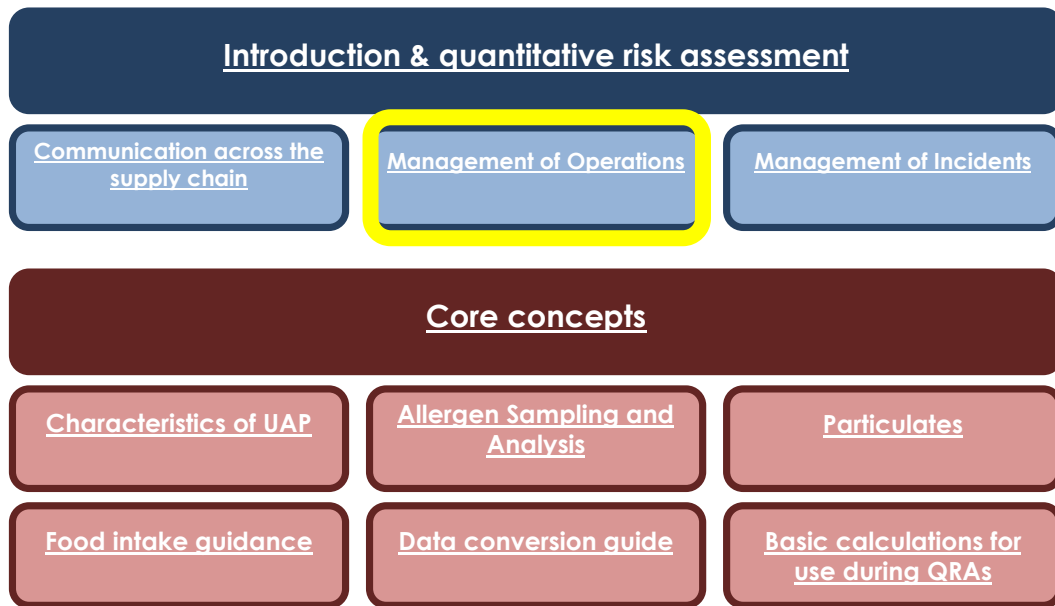 Introduction & quantitative risk assessment
Communication across the
supply chain
Management of Operations
Management of Incidents
Core concepts
Characteristics of UAP
Allergen Sampling and
Analysis
Particulates
Food intake guidance
Data conversion guide
Basic calculations for
use during QRAs